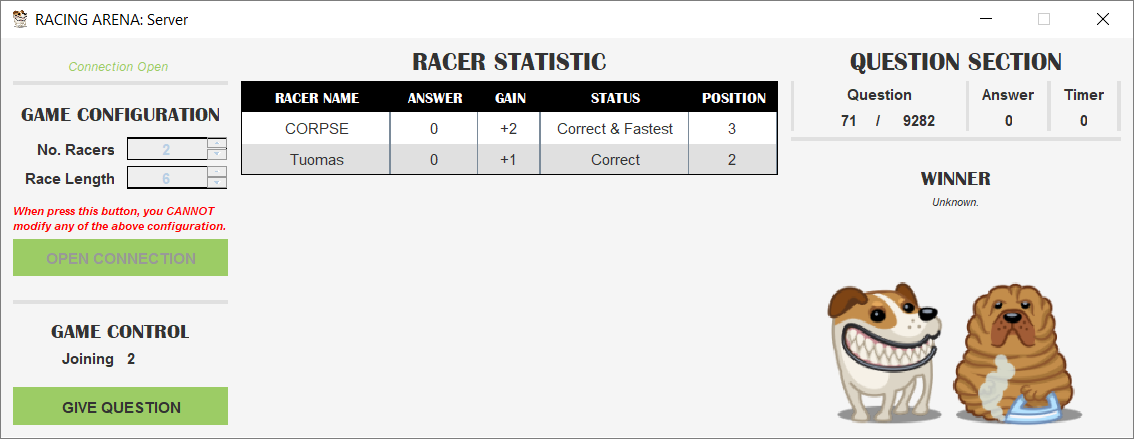 RACING ARENA: Server
Connection Open
GAME CONFIGURATION
No. Racers 2
Race Length 6
When press this button, you CANNOT
modify any of the above configuration.
OPEN CONNECTION
GAME CONTROL
Joining 2
GIVE QUESTION
RACER STATISTIC
RACER NAME ANSWER GAIN STATUS POSITION
CORPSE 0 +2 Correct & Fastest 3
Tuomas 0 +1 Correct 2
QUESTION SECTION
Question Answer Timer
71 / 9282 0 0
WINNER
Unknown.